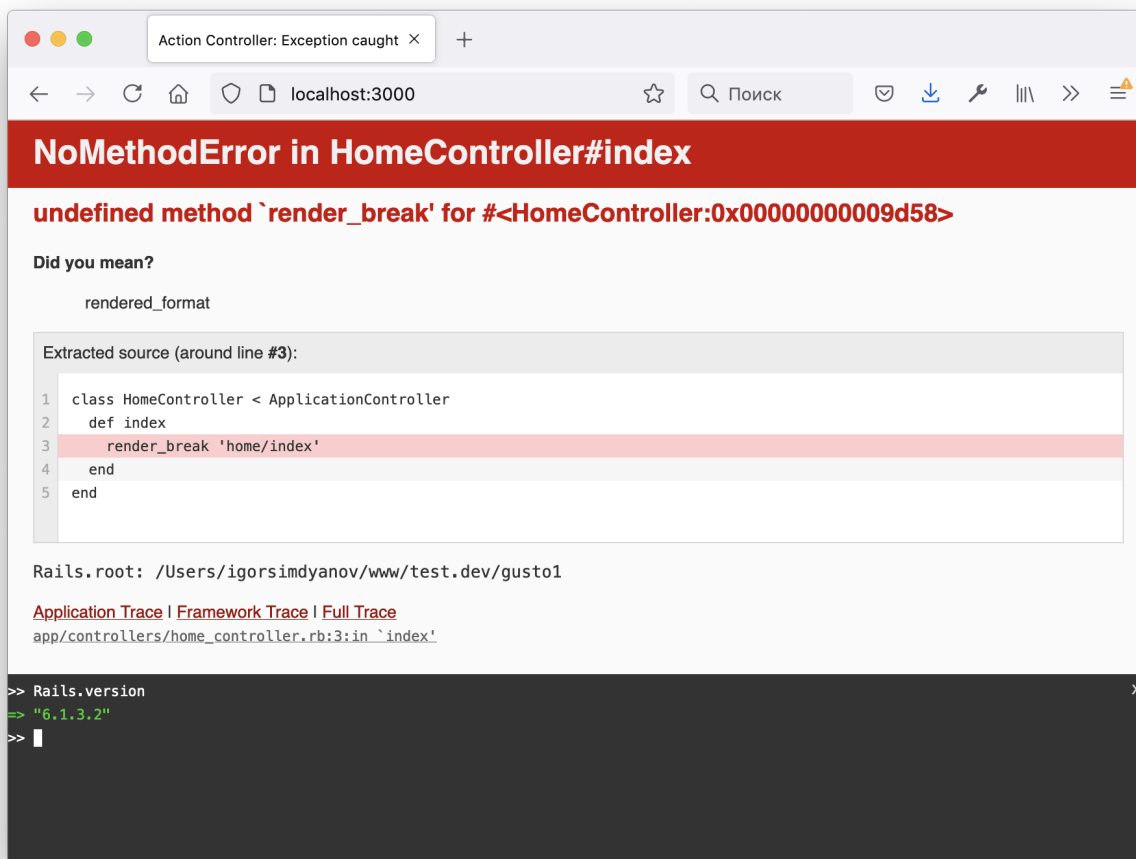 Action Controller: Exception caught
localhost:3000
Поиск
NoMethodError in HomeController#index
undefined method `render_break' for #<HomeController:0x00000000009d58>
Did you mean?
rendered_format
Extracted source (around line #3):
1 class HomeController < ApplicationController
2   def index
3     render_break 'home/index'
4   end
5 end
Rails.root: /Users/igorsimdyanov/www/test.dev/gusto1
Application Trace | Framework Trace | Full Trace
app/controllers/home_controller.rb:3:in `index'
>> Rails.version
=> "6.1.3.2"
>>